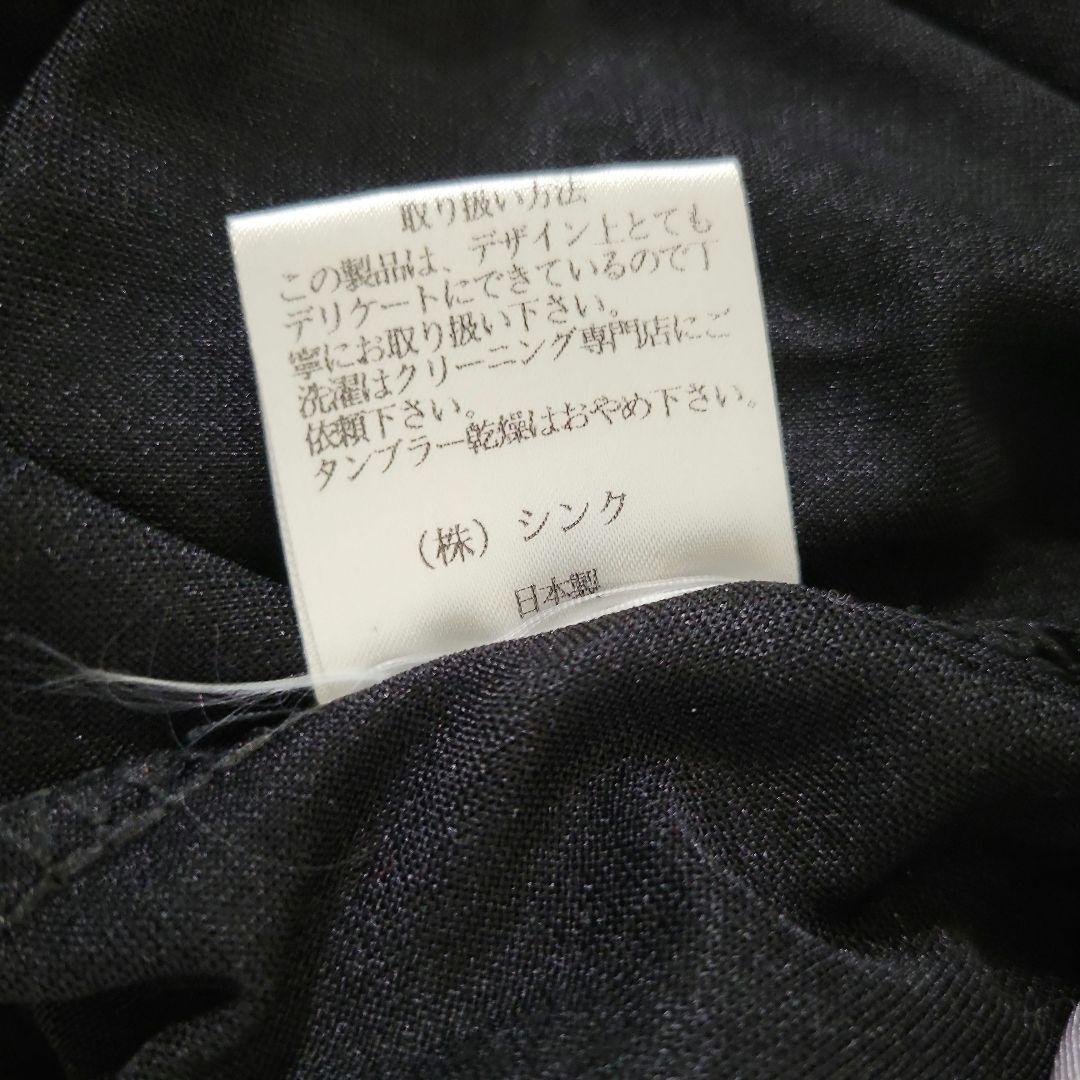 取り扱い方法
この製品は、デザイン上とても
デリケートにできているので丁
寧にお取り扱い下さい。
洗濯はクリーニング専門店にご
依頼下さい。
タンブラー乾燥はおやめ下さい。
（株）シンク
日本製